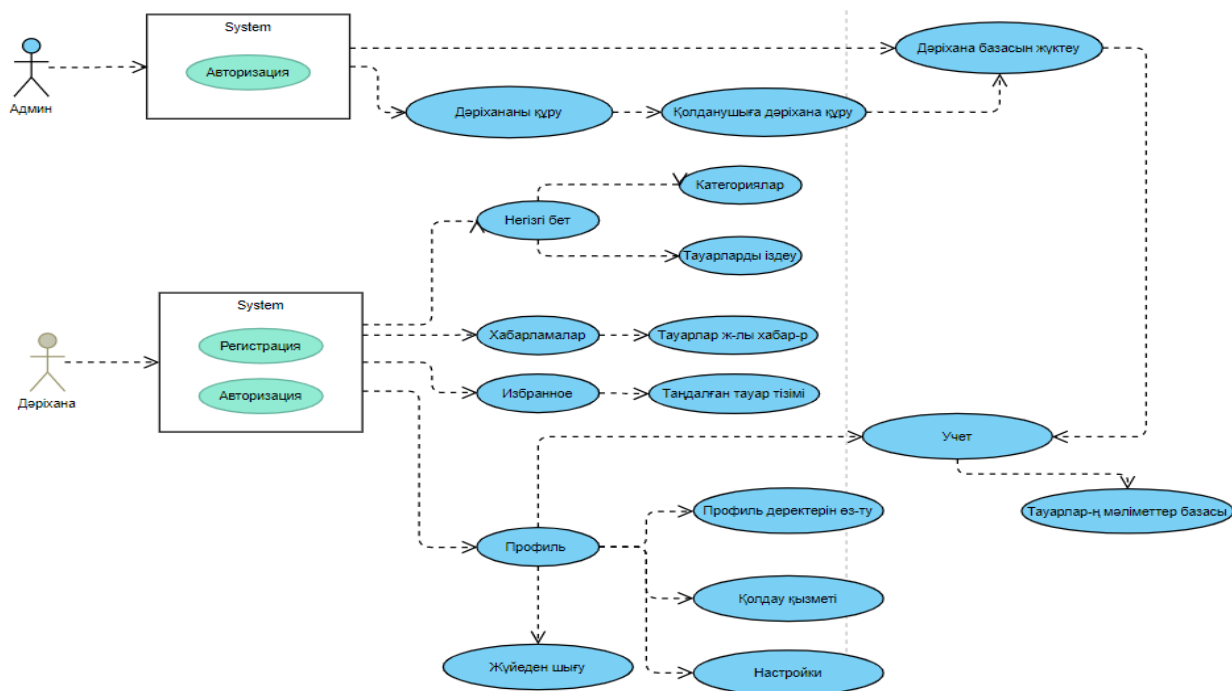 System
Авторизация
Админ
Дәріхана базасын жүктеу
Дәріхананы құру
Қолданушыға дәріхана құру
Категориялар
Негізгі бет
Тауарларды іздеу
System
Регистрация
Авторизация
Дәріхана
Хабарламалар
Тауарлар ж-лы хабар-р
Избранное
Таңдалған тауар тізімі
Учет
Профиль деректерін өз-ту
Тауарлар-ң мәліметтер базасы
Профиль
Қолдау қызметі
Жүйеден шығу
Настройки